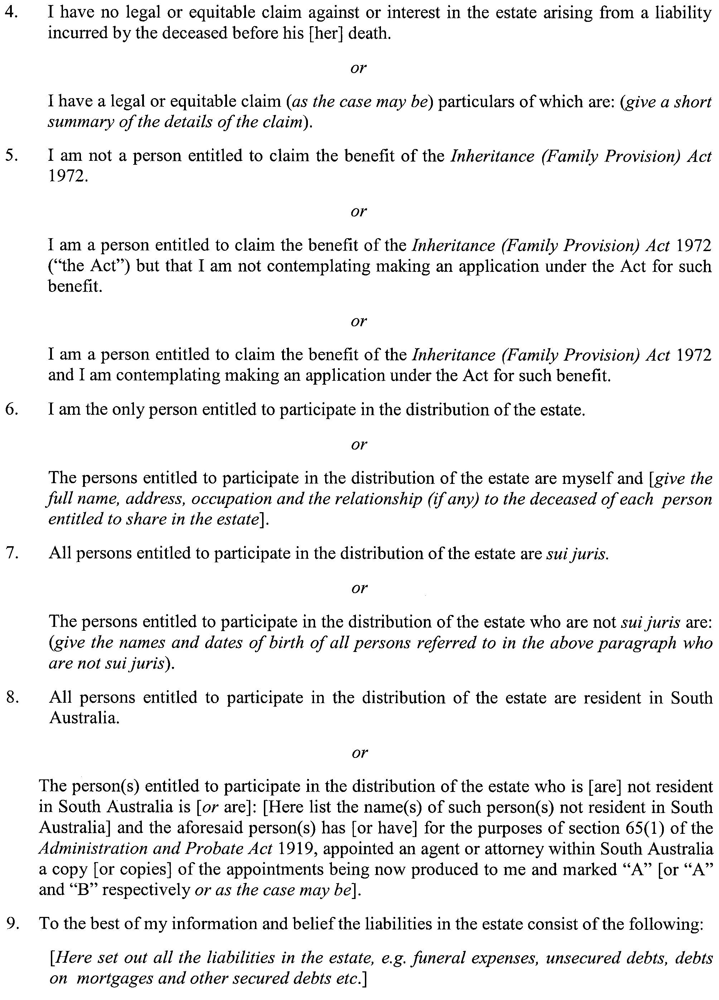 4. I have no legal or equitable claim against or interest in the estate arising from a liability
incurred by the deceased before his [her] death.
or
I have a legal or equitable claim (as the case may be) particulars of which are: (give a short
summary of the details of the claim).
5. I am not a person entitled to claim the benefit of the Inheritance (Family Provision) Act
1972.
or
I am a person entitled to claim the benefit of the Inheritance (Family Provision) Act 1972
(“the Act”) but that I am not contemplating making an application under the Act for such
benefit.
or
I am a person entitled to claim the benefit of the Inheritance (Family Provision) Act 1972
and I am contemplating making an application under the Act for such benefit.
6. I am the only person entitled to participate in the distribution of the estate.
or
The persons entitled to participate in the distribution of the estate are myself and [give the
full name, address, occupation and the relationship (if any) to the deceased of each person
entitled to share in the estate].
7. All persons entitled to participate in the distribution of the estate are sui juris.
or
The persons entitled to participate in the distribution of the estate who are not sui juris are:
(give the names and dates of birth of all persons referred to in the above paragraph who
are not sui juris).
8. All persons entitled to participate in the distribution of the estate are resident in South
Australia.
or
The person(s) entitled to participate in the distribution of the estate who is [are] not resident
in South Australia is [or are]: [Here list the name(s) of such person(s) not resident in South
Australia] and the aforesaid person(s) has [or have] for the purposes of section 65(1) of the
Administration and Probate Act 1919, appointed an agent or attorney within South Australia
a copy [or copies] of the appointments being now produced to me and marked “A” [or “A”
and “B” respectively or as the case may be].
9. To the best of my information and belief the liabilities in the estate consist of the following:
[Here set out all the liabilities in the estate, e.g. funeral expenses, unsecured debts, debts
on mortgages and other secured debts etc.]